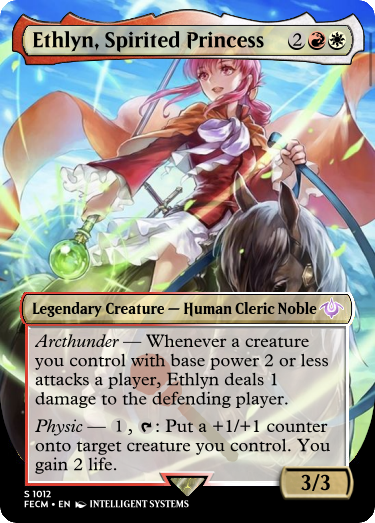 Ethlyn, Spirited Princess 2
Legendary Creature — Human Cleric Noble
Arcthunder — Whenever a creature
you control with base power 2 or less
attacks a player, Ethlyn deals 1
damage to the defending player.
Physic — 1 , : Put a +1/+1 counter
onto target creature you control. You
gain 2 life.
3/3
S 1012
FECM • EN INTELLIGENT SYSTEMS